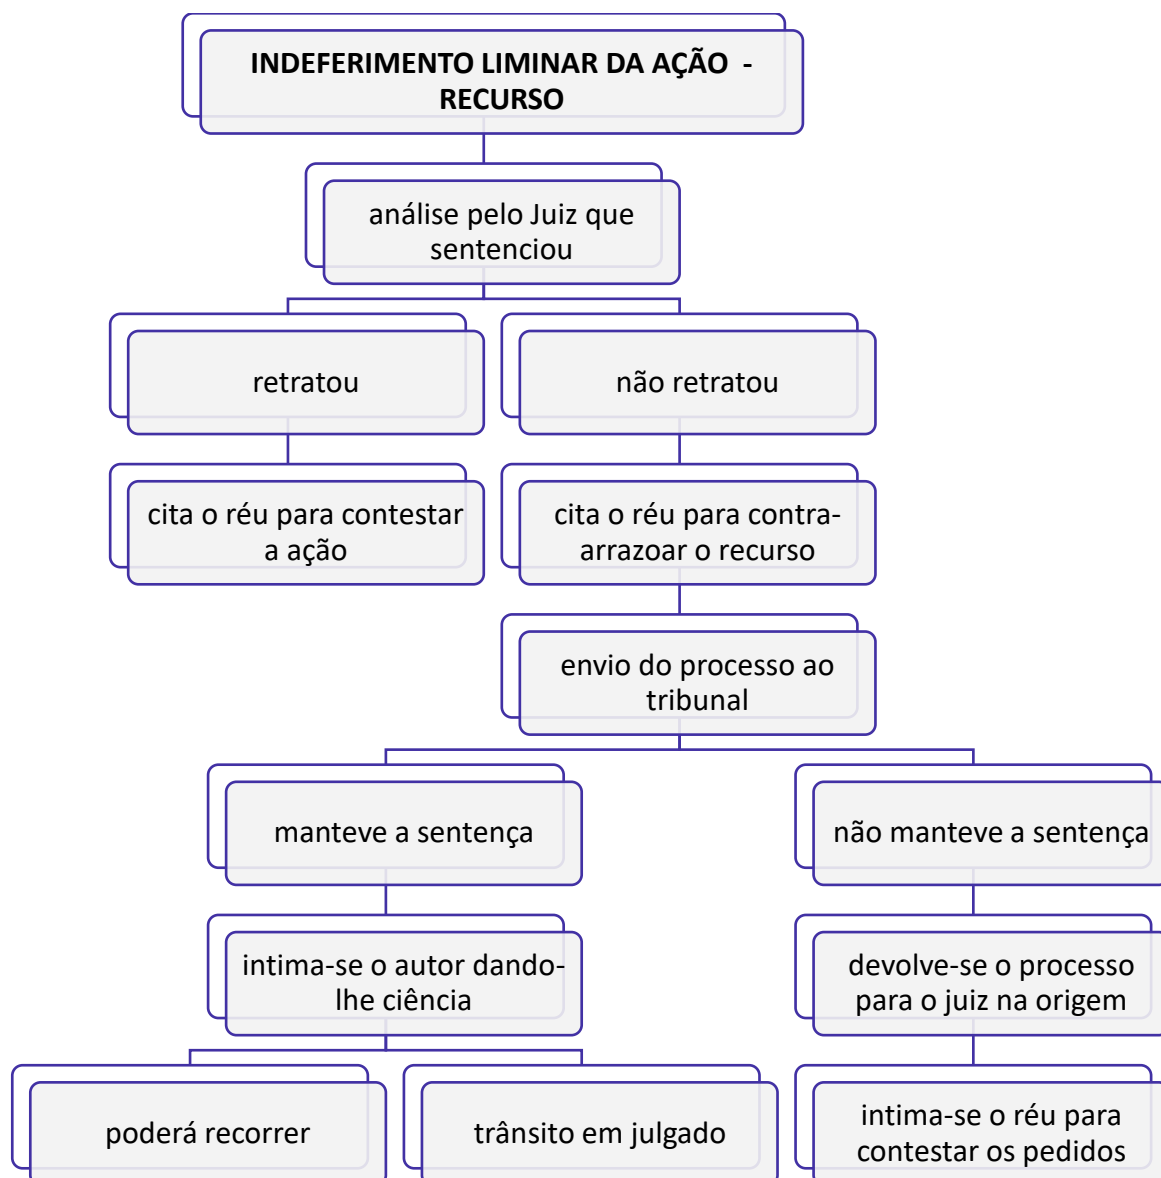 INDEFERIMENTO LIMINAR DA AÇÃO -
RECURSO
análise pelo Juiz que
sentenciou
retratou
não retratou
cita o réu para contestar
a ação
cita o réu para contra-
arrazoar o recurso
envio do processo ao
tribunal
manteve a sentença
não manteve a sentença
intima-se o autor dando-
lhe ciência
devolve-se o processo
para o juiz na origem
poderá recorrer
trânsito em julgado
intima-se o réu para
contestar os pedidos